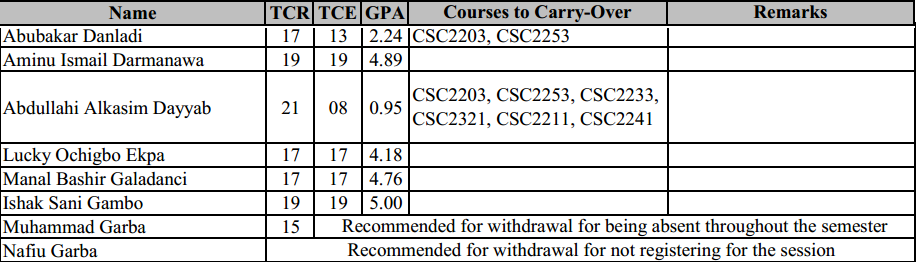 Name TCR TCE GPA Courses to Carry-Over Remarks
Abubakar Danladi 17 13 2.24 CSC2203, CSC2253
Aminu Ismail Darmanawa 19 19 4.89
Abdullahi Alkasim Dayyab 21 08 0.95 CSC2203, CSC2253, CSC2233,
CSC2321, CSC2211, CSC2241
Lucky Ochigbo Ekpa 17 17 4.18
Manal Bashir Galadanci 17 17 4.76
Ishak Sani Gambo 19 19 5.00
Muhammad Garba 15 Recommended for withdrawal for being absent throughout the semester
Nafiu Garba Recommended for withdrawal for not registering for the session